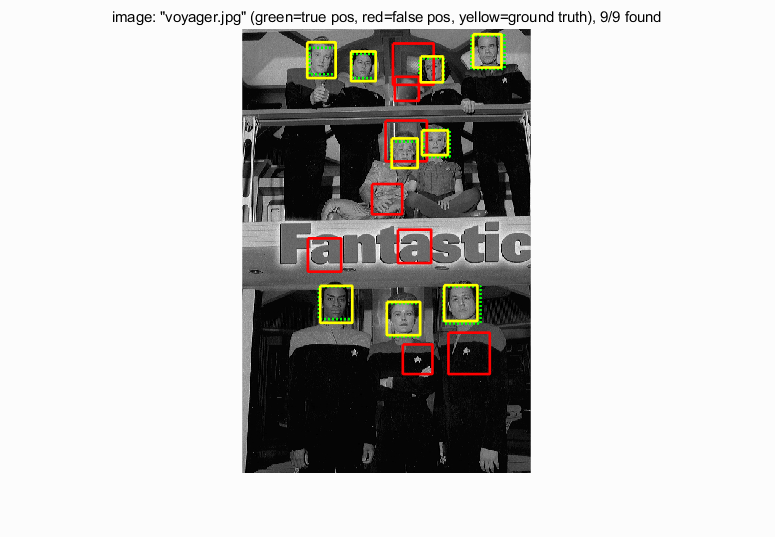 image: "voyager.jpg" (green=true pos, red=false pos, yellow=ground truth), 9/9 found
Fantastic